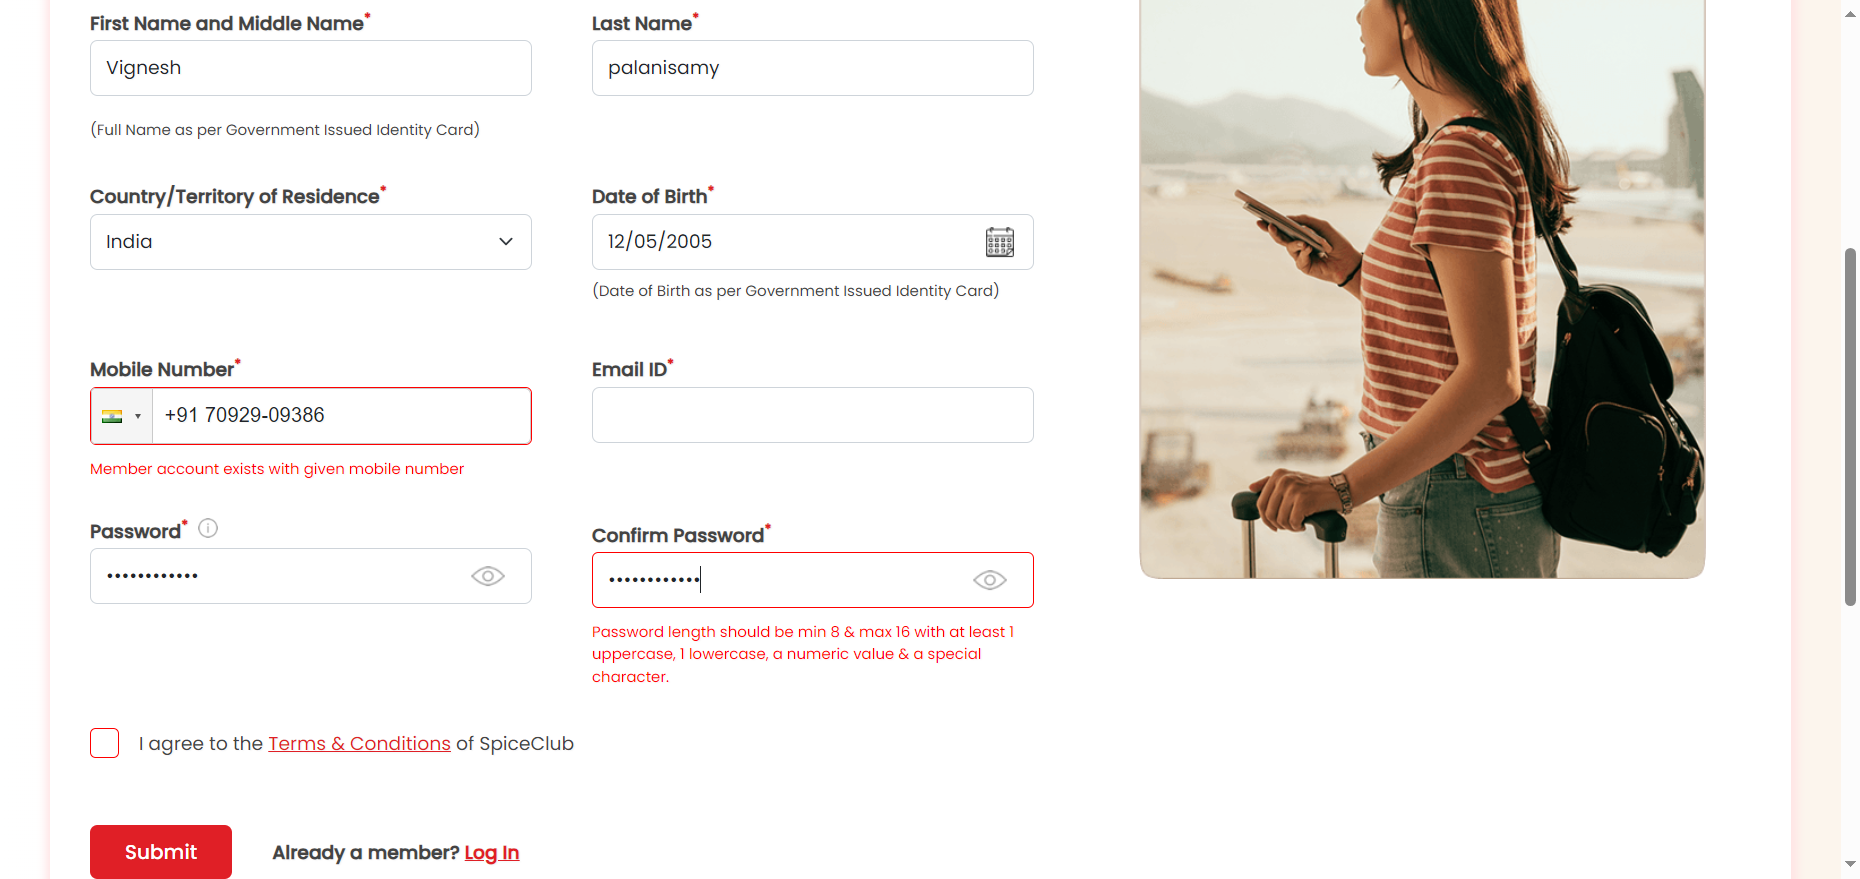 First Name and Middle Name*
Last Name*
Vignesh
palanisamy
(Full Name as per Government Issued Identity Card)
Country/Territory of Residence*
Date of Birth*
India
12/05/2005
(Date of Birth as per Government Issued Identity Card)
Mobile Number*
Email ID*
+91 70929-09386
Member account exists with given mobile number
Password*
Confirm Password*
••••••••••••
••••••••••••
Password length should be min 8 & max 16 with at least 1
uppercase, 1 lowercase, a numeric value & a special
character.
I agree to the Terms & Conditions of SpiceClub
Submit
Already a member? Log In